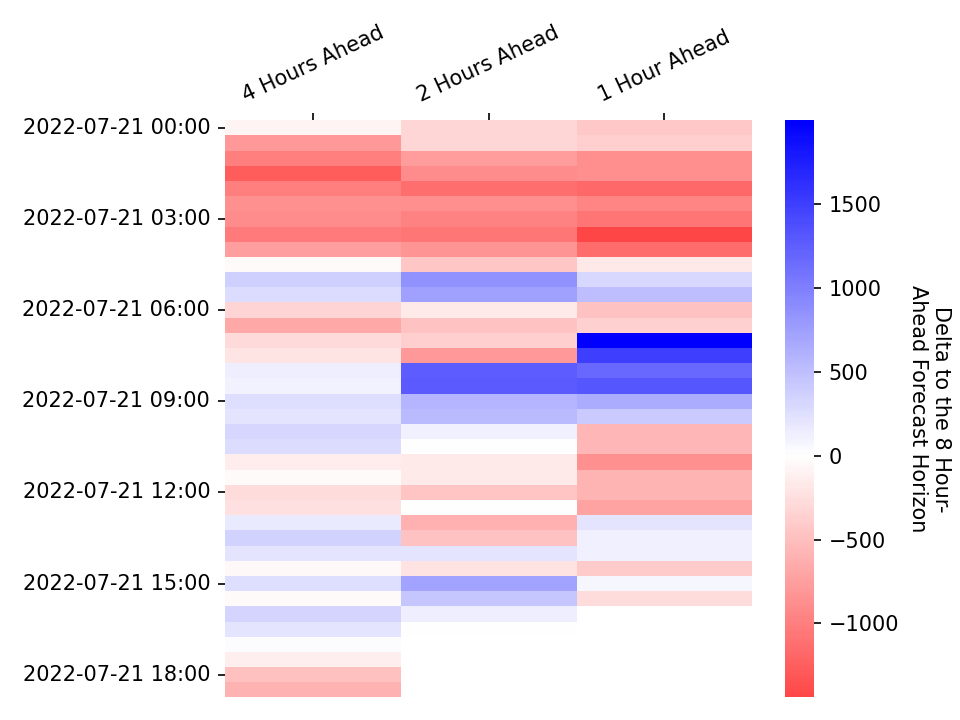 4 Hours Ahead
2 Hours Ahead
1 Hour Ahead
2022-07-21 00:00
2022-07-21 03:00
2022-07-21 06:00
2022-07-21 09:00
2022-07-21 12:00
2022-07-21 15:00
2022-07-21 18:00
1500
1000
500
0
−500
−1000
Delta to the 8 Hour-
Ahead Forecast Horizon